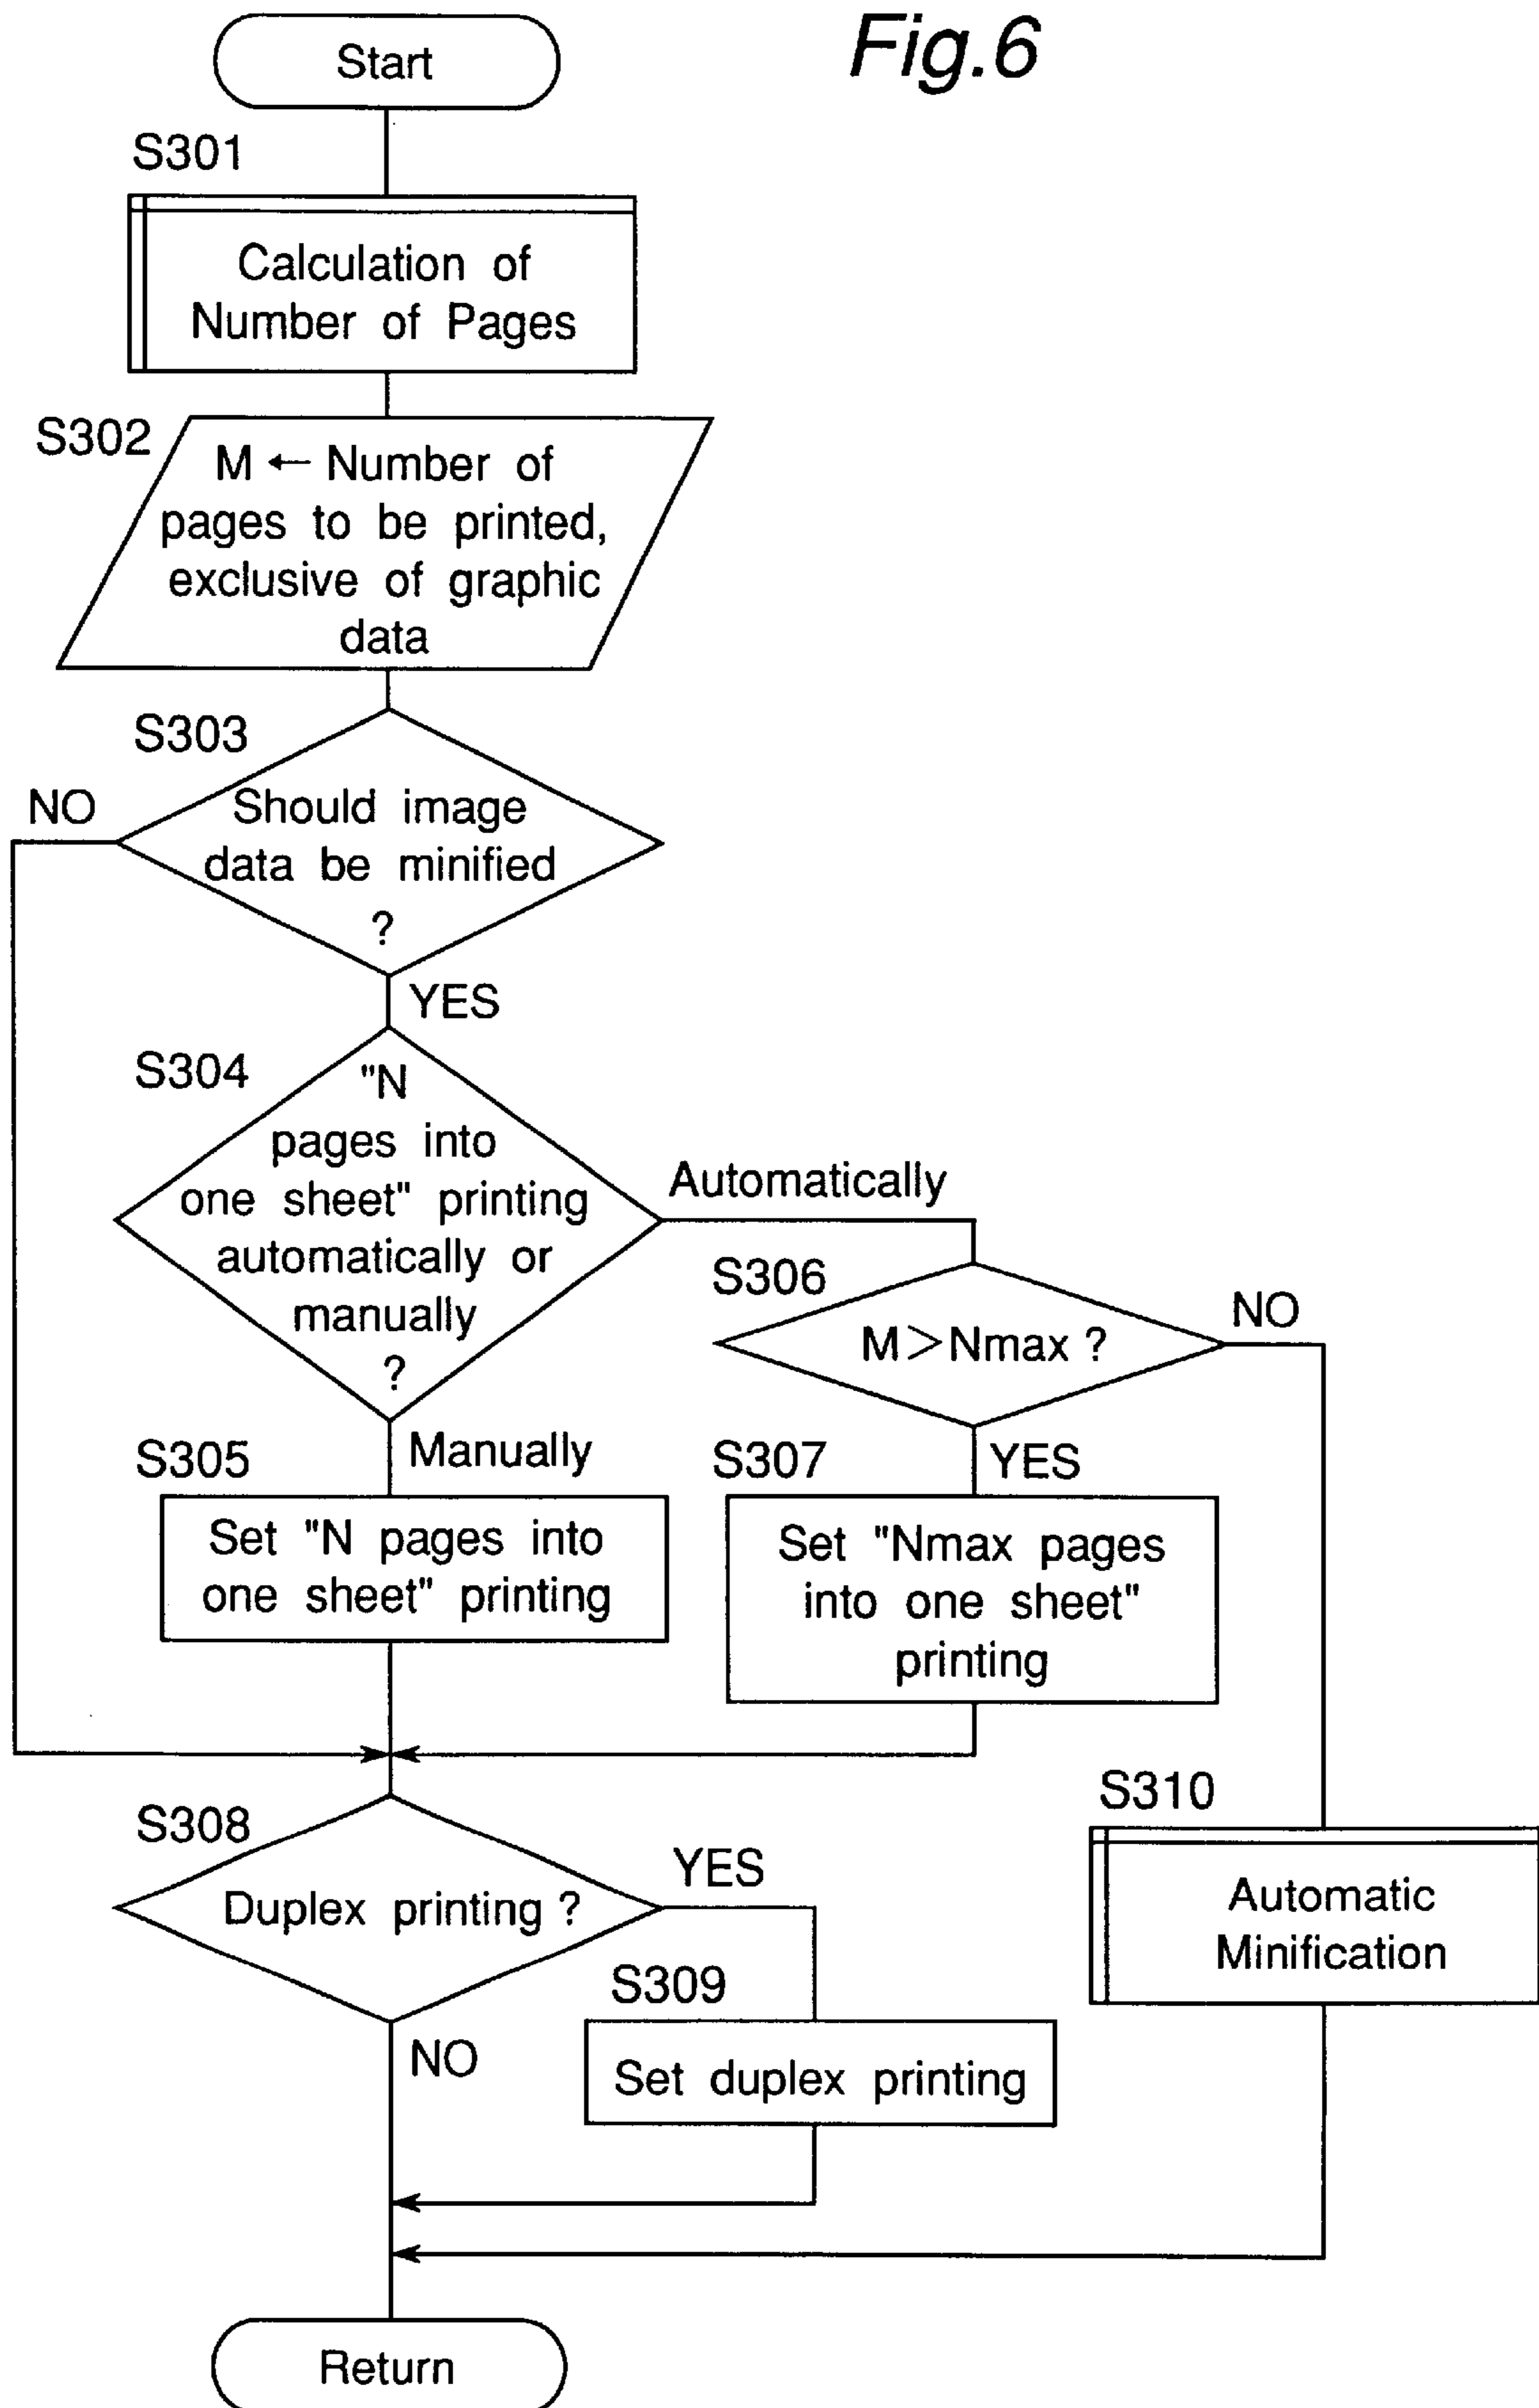 Fig.6
Start
S301
Calculation of
Number of Pages
S302
M ← Number of
pages to be printed,
exclusive of graphic
data
S303
NO
Should image
data be minified
?
YES
S304
"N
pages into
one sheet" printing
automatically or
manually
?
Automatically
S306
M>Nmax ?
NO
Manually
S305
Set "N pages into
one sheet" printing
YES
S307
Set "Nmax pages
into one sheet"
printing
S308
Duplex printing ?
YES
S310
Automatic
Minification
S309
Set duplex printing
NO
Return